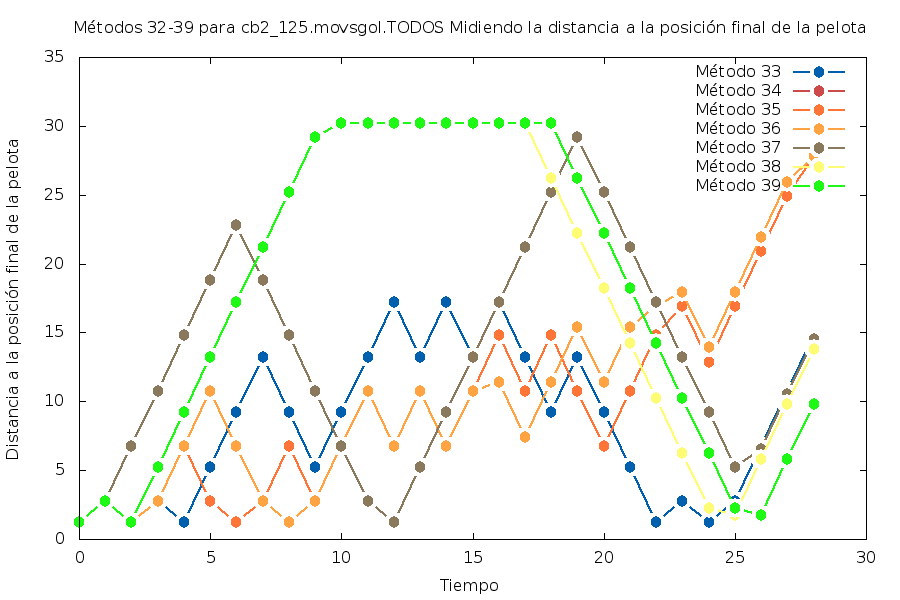 Métodos 32-39 para cb2_125.movsgol.TODOS Midiendo la distancia a la posición final de la pelota
35
30
25
20
15
10
5
0
Distancia a la posición final de la pelota
Método 33
Método 34
Método 35
Método 36
Método 37
Método 38
Método 39
0 5 10 15 20 25 30
Tiempo